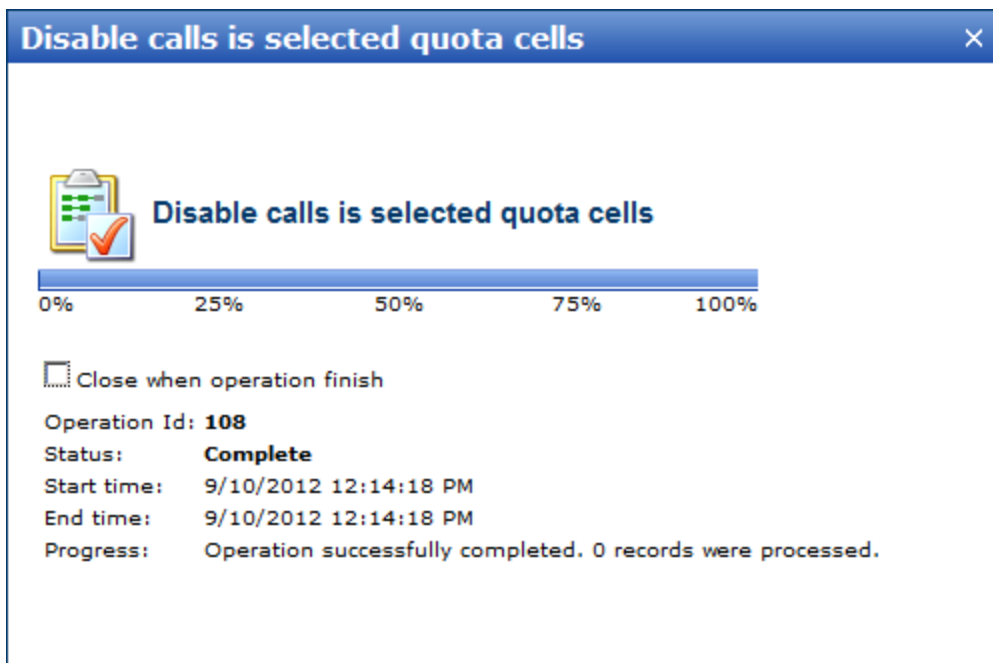 Disable calls is selected quota cells
Disable calls is selected quota cells
0% 25% 50% 75% 100%
Close when operation finish
Operation Id: 108
Status: Complete
Start time: 9/10/2012 12:14:18 PM
End time: 9/10/2012 12:14:18 PM
Progress: Operation successfully completed. 0 records were processed.